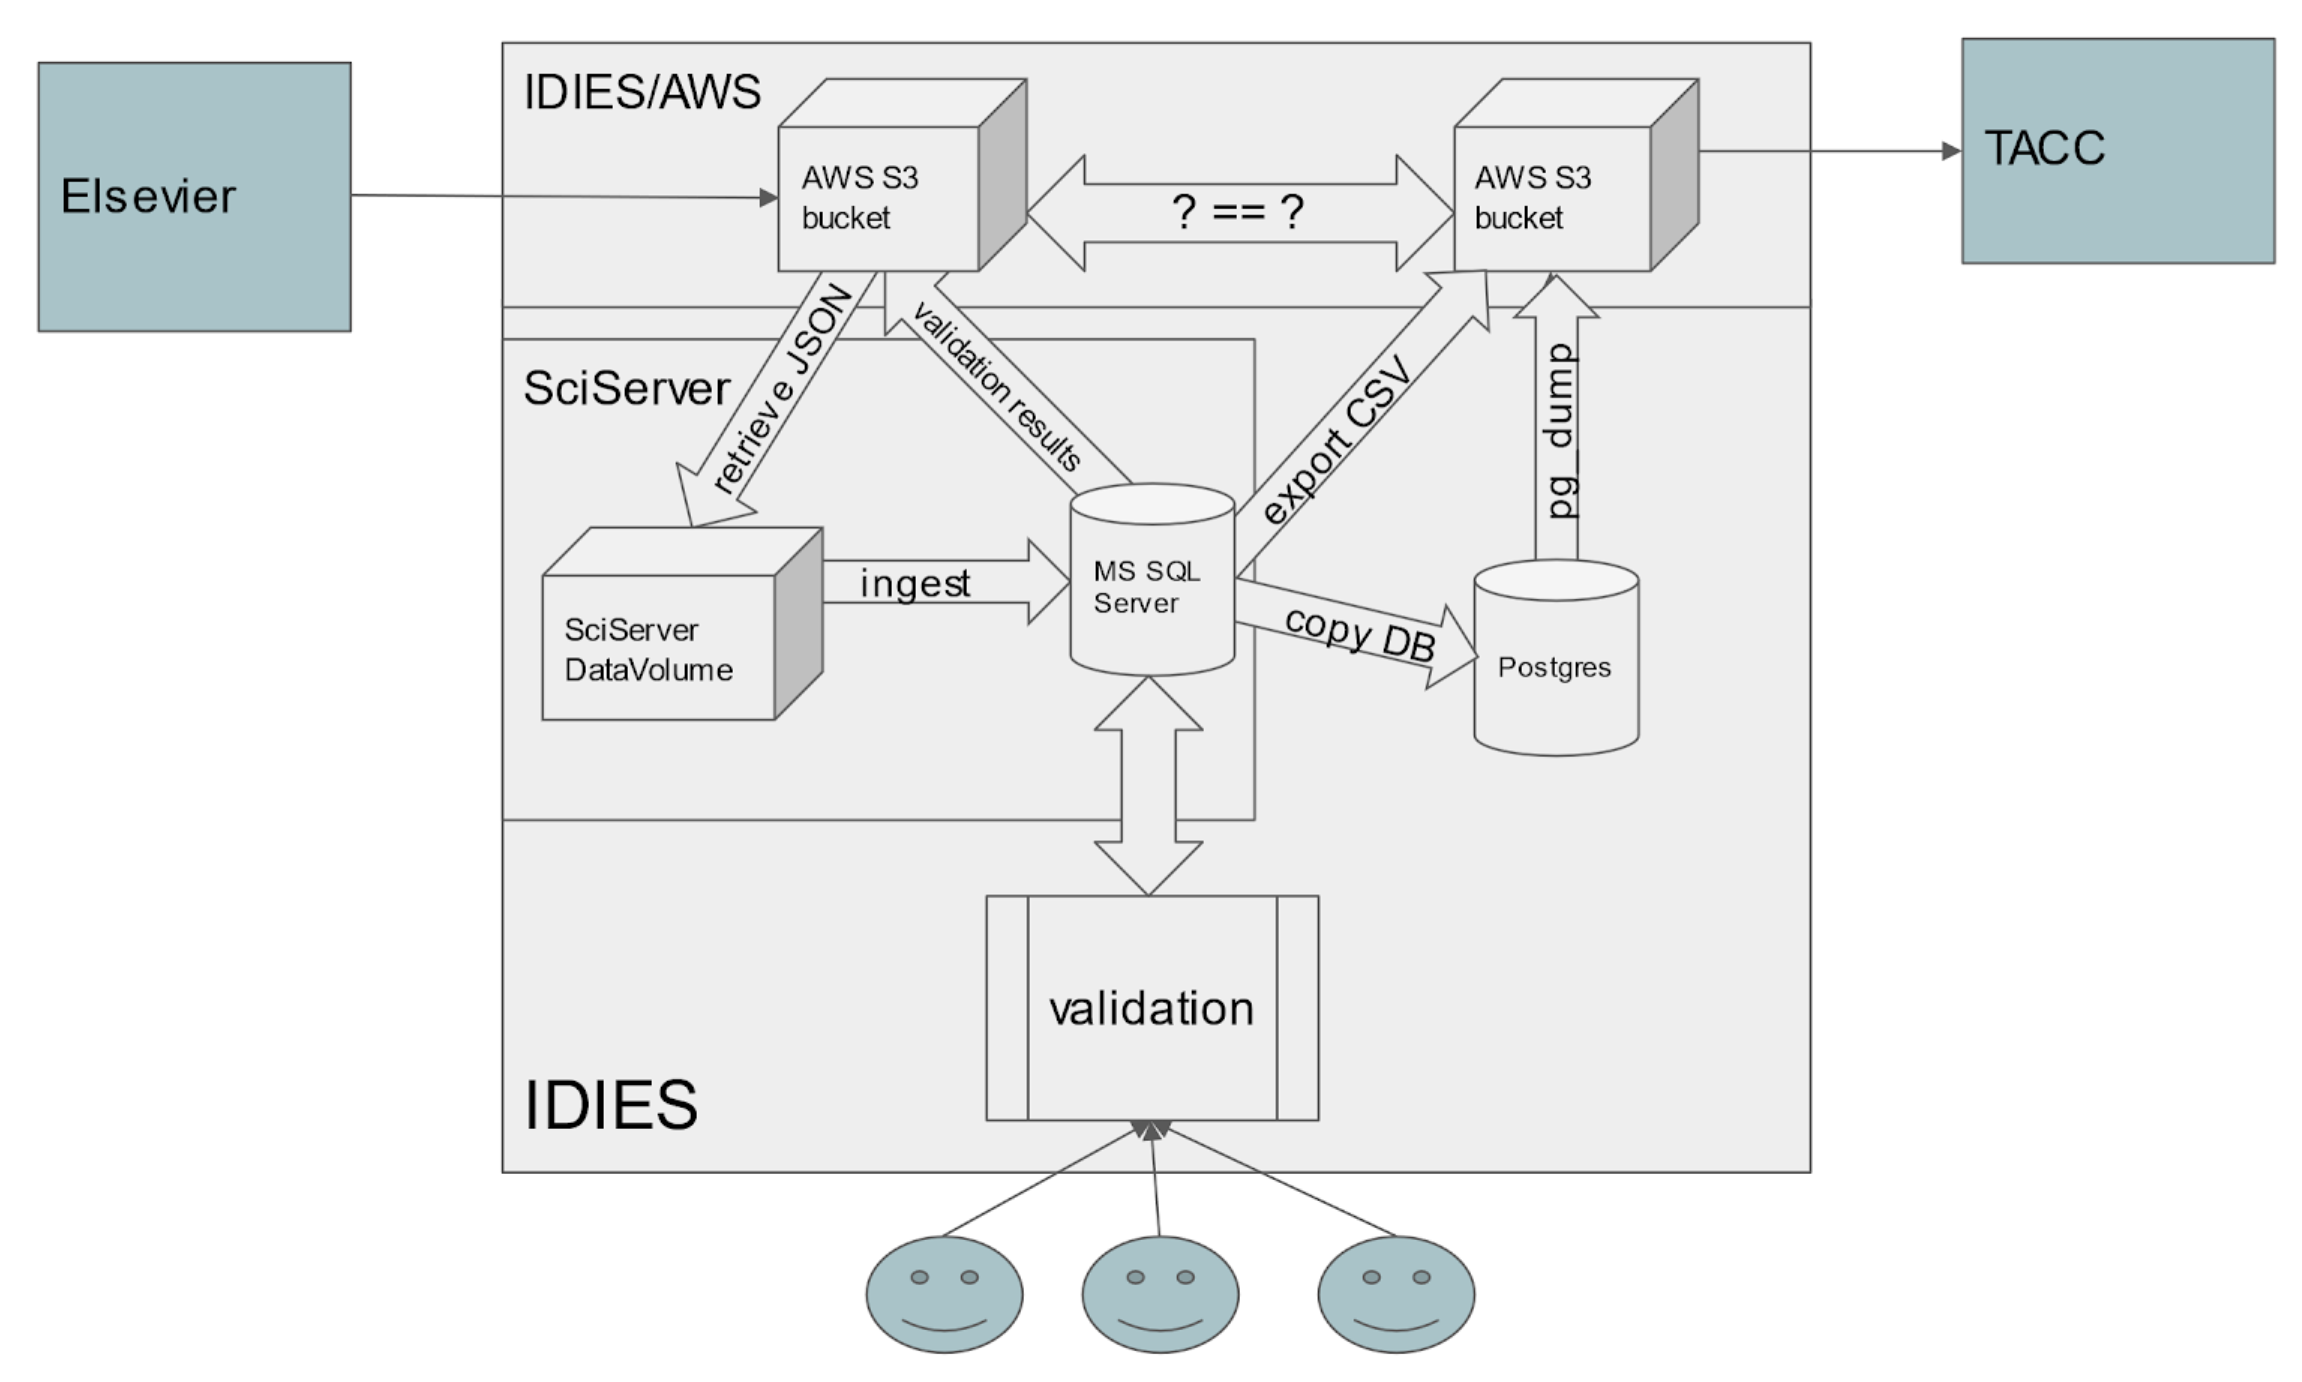 IDIES/AWS
Elsevier
AWS S3
bucket
? == ?
AWS S3
bucket
TACC
retrieve JSON
validation results
export CSV
pg_dump
SciServer
SciServer
DataVolume
ingest
MS SQL
Server
copy DB
Postgres
validation
IDIES